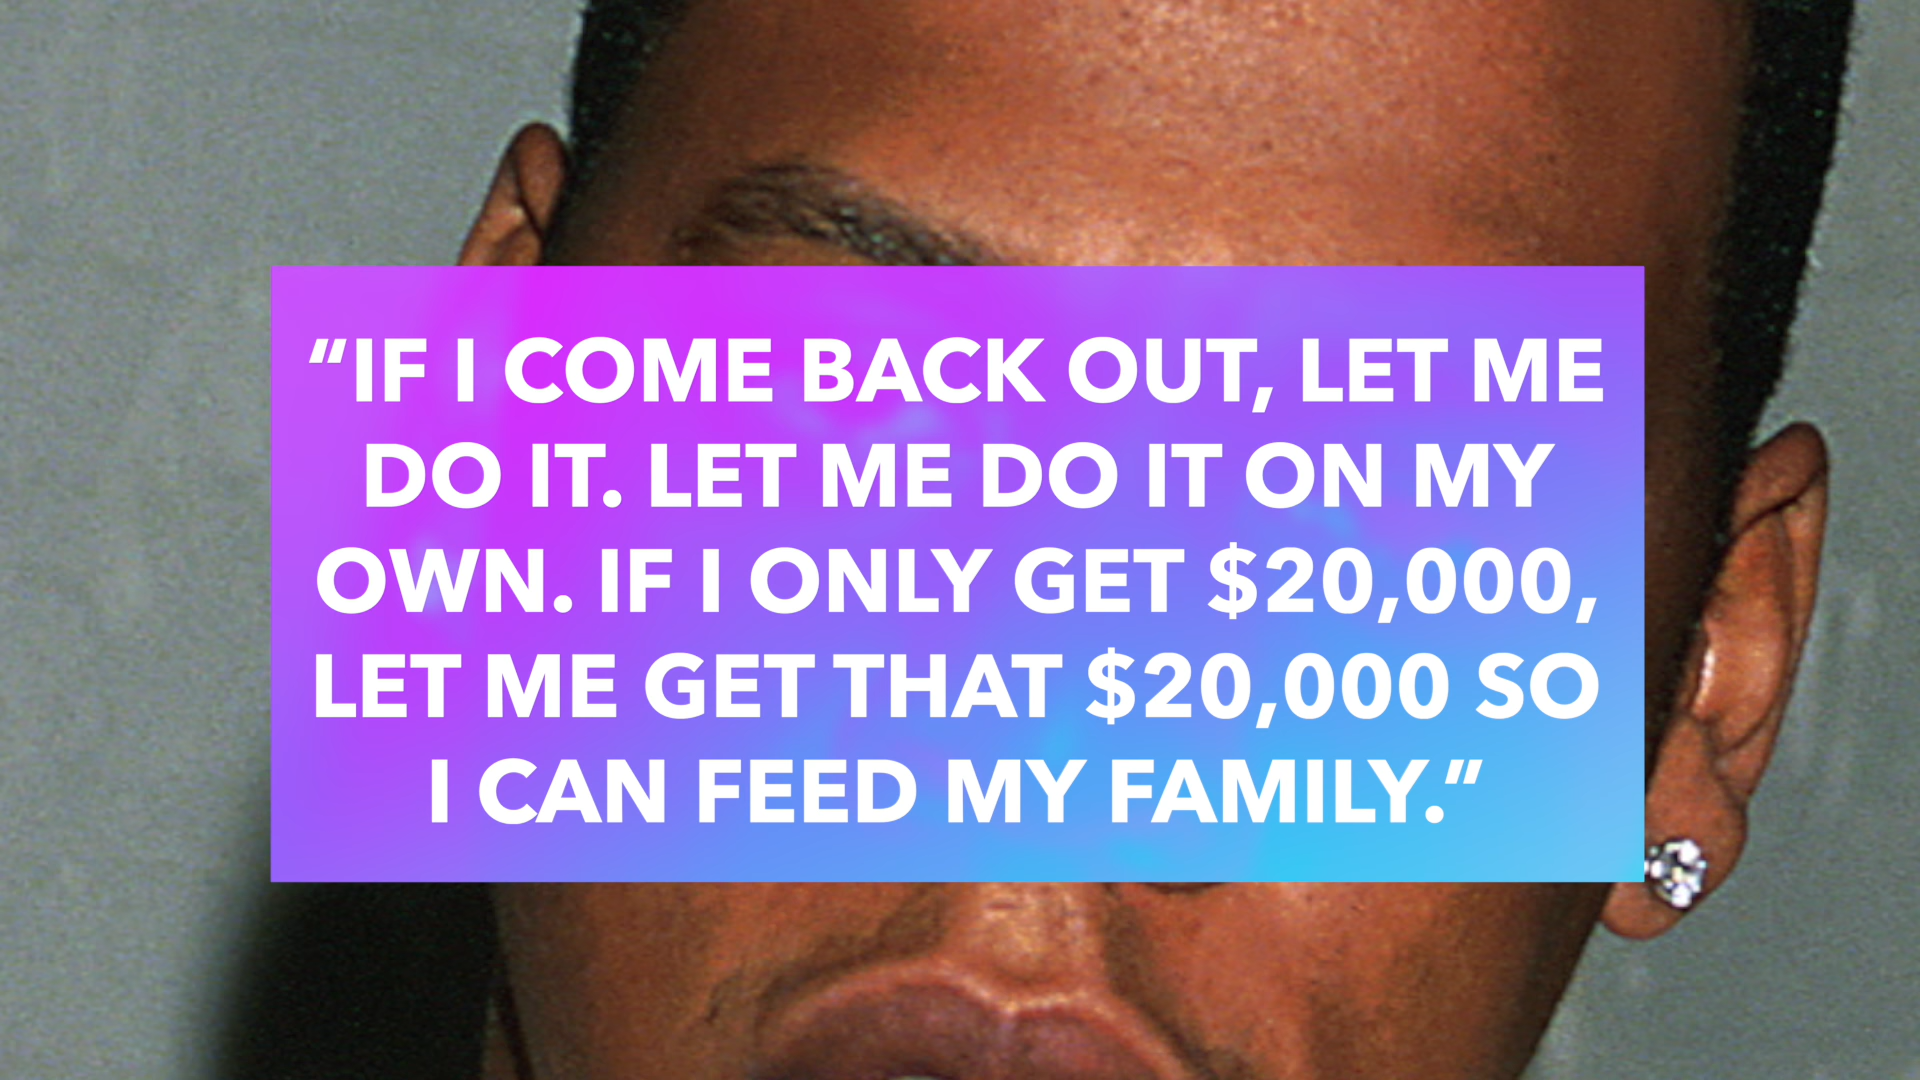 “IF I COME BACK OUT, LET ME
DO IT. LET ME DO IT ON MY
OWN. IF I ONLY GET $20,000,
LET ME GET THAT $20,000 SO
I CAN FEED MY FAMILY.”